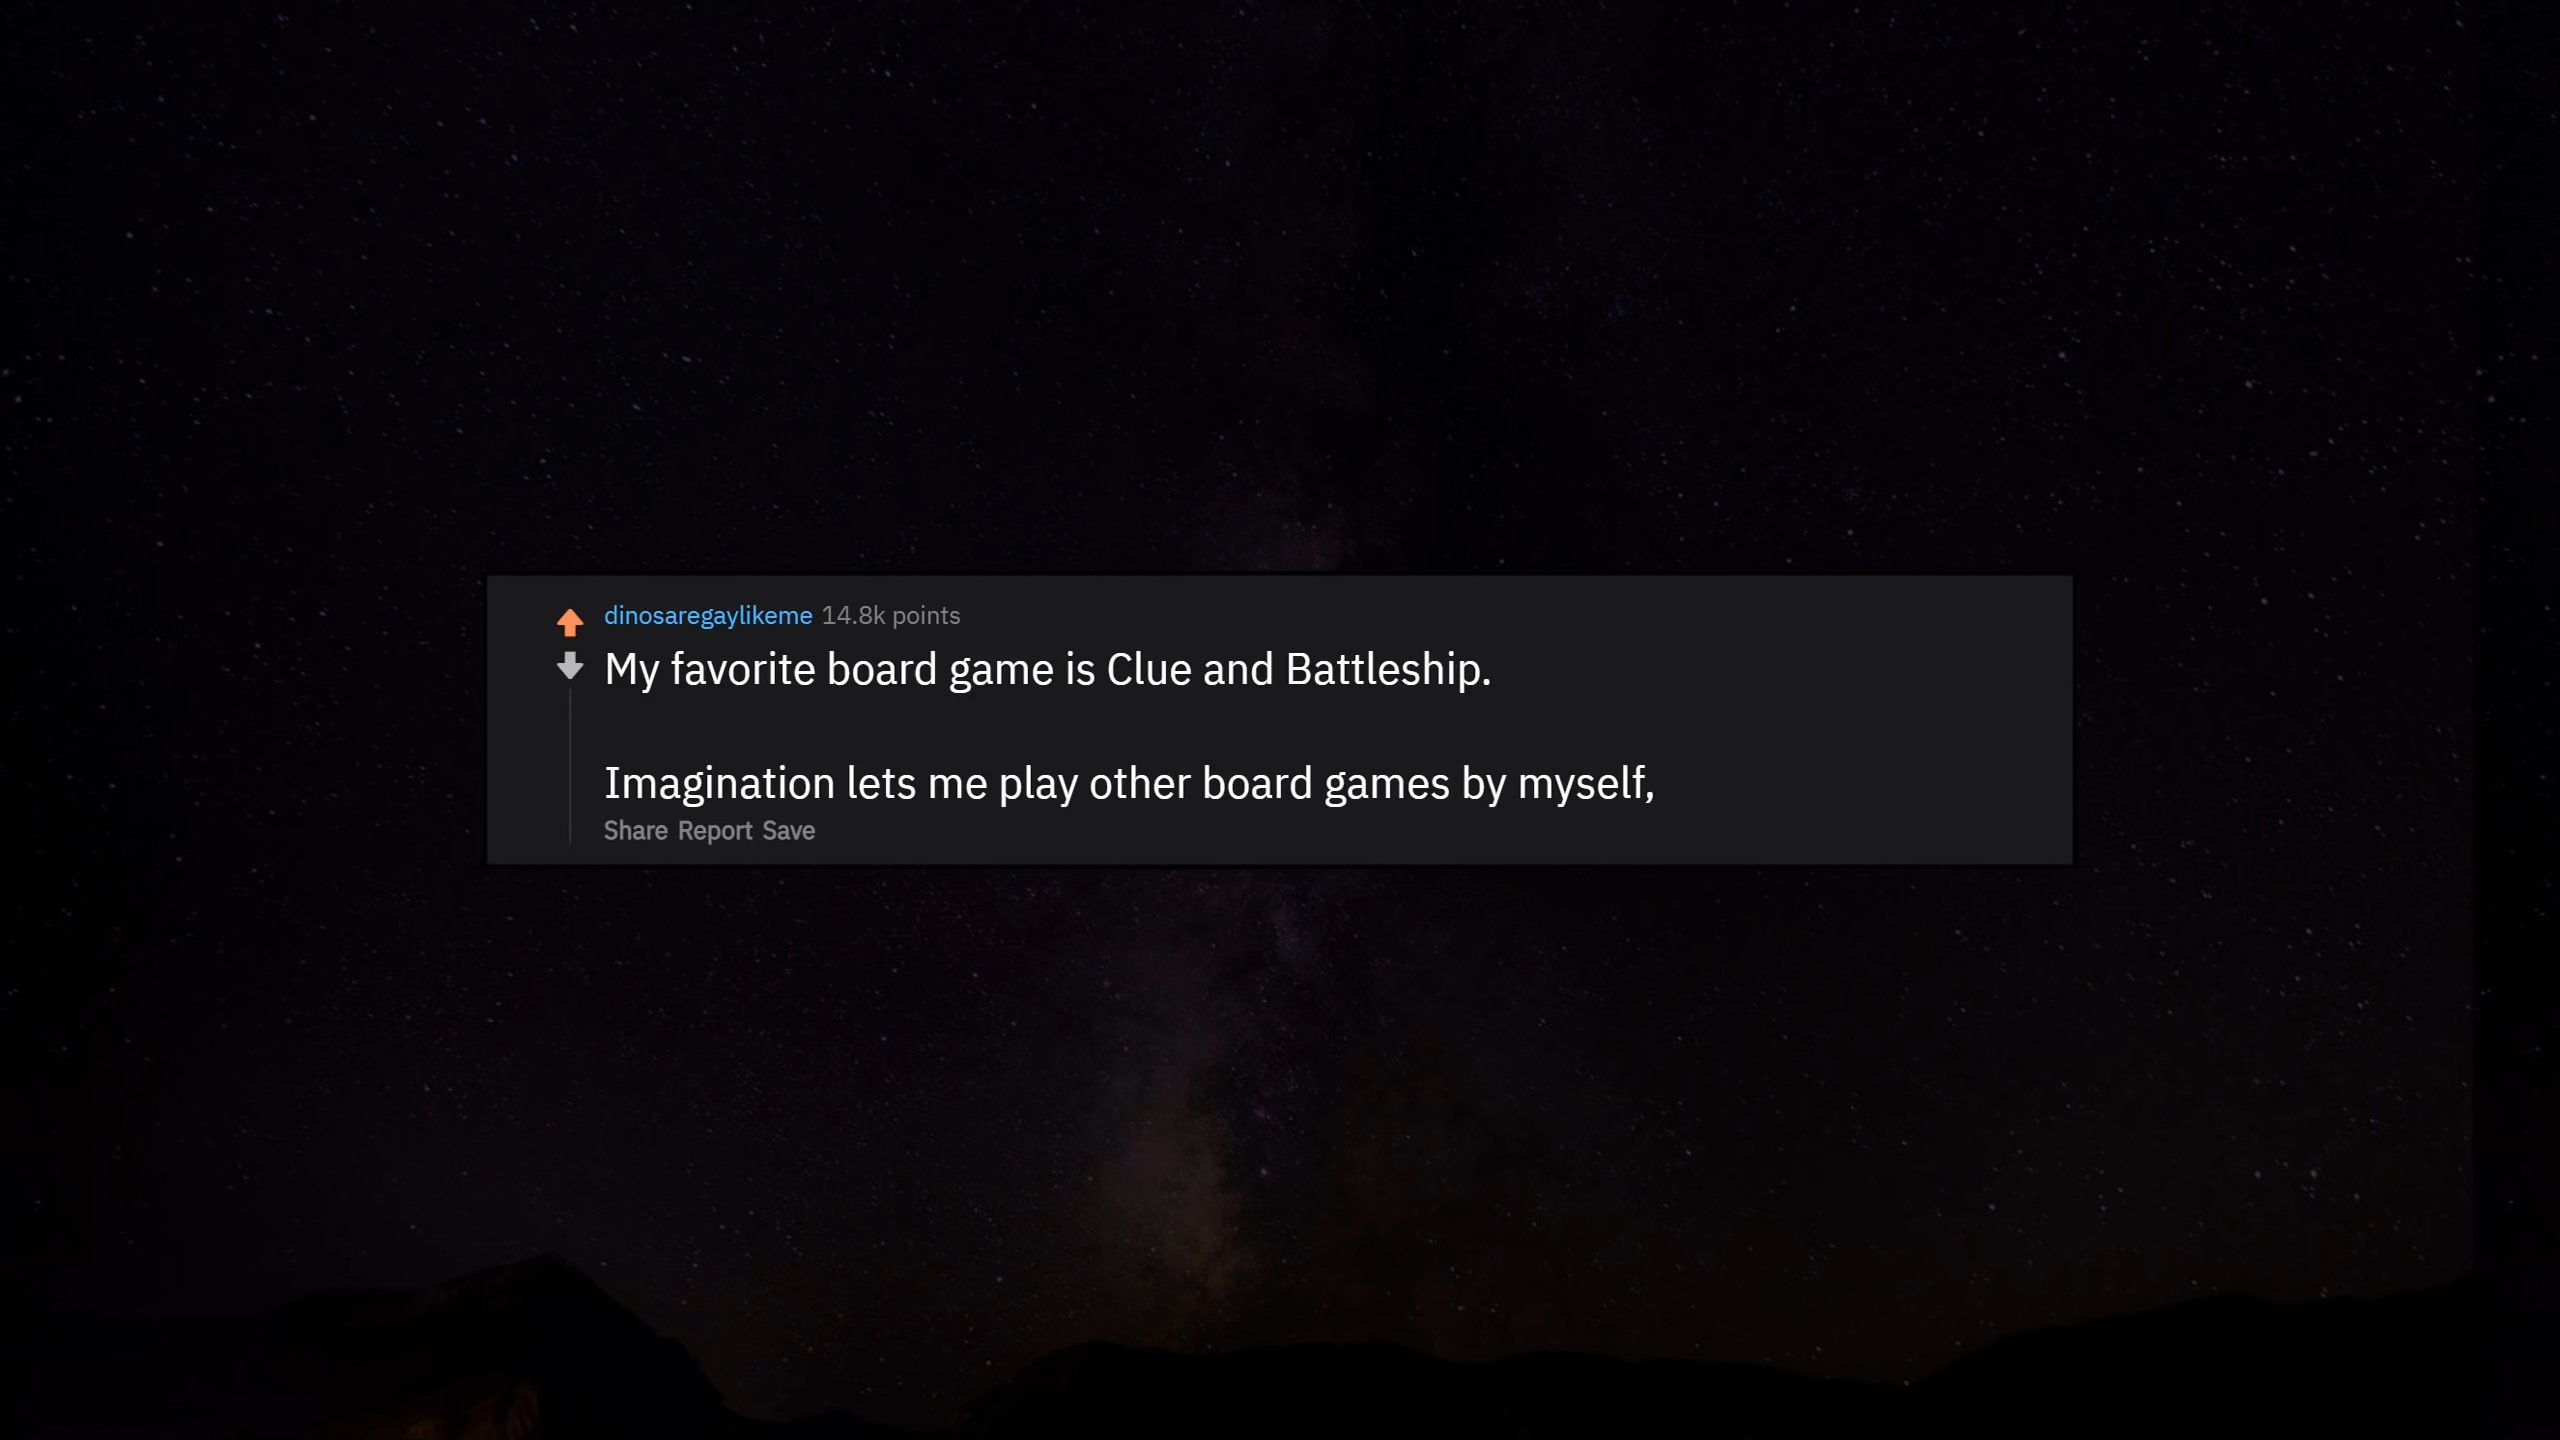 dinosaregaylikeme 14.8k points
My favorite board game is Clue and Battleship.
Imagination lets me play other board games by myself,
Share Report Save